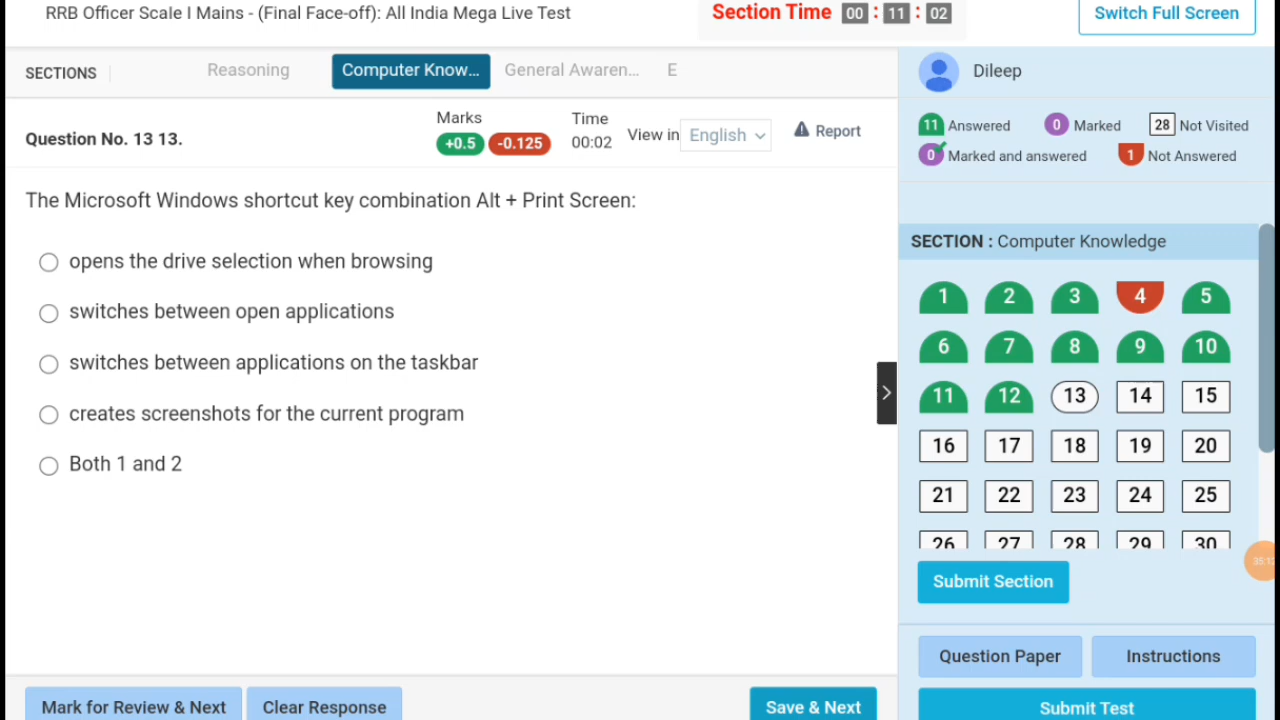 RRB Officer Scale I Mains - (Final Face-off): All India Mega Live Test
Section Time 00 : 11 : 02
Switch Full Screen
SECTIONS
Reasoning
Computer Know...
General Awaren...
E
Dileep
Question No. 13 13.
Marks
+0.5 -0.125
Time
00:02
View in English
Report
11 Answered
0 Marked
28 Not Visited
0 Marked and answered
1 Not Answered
The Microsoft Windows shortcut key combination Alt + Print Screen:
opens the drive selection when browsing
switches between open applications
switches between applications on the taskbar
creates screenshots for the current program
Both 1 and 2
SECTION : Computer Knowledge
1 2 3 4 5
6 7 8 9 10
11 12 13 14 15
16 17 18 19 20
21 22 23 24 25
26 27 28 29 30
Submit Section
Question Paper
Instructions
Mark for Review & Next
Clear Response
Save & Next
Submit Test